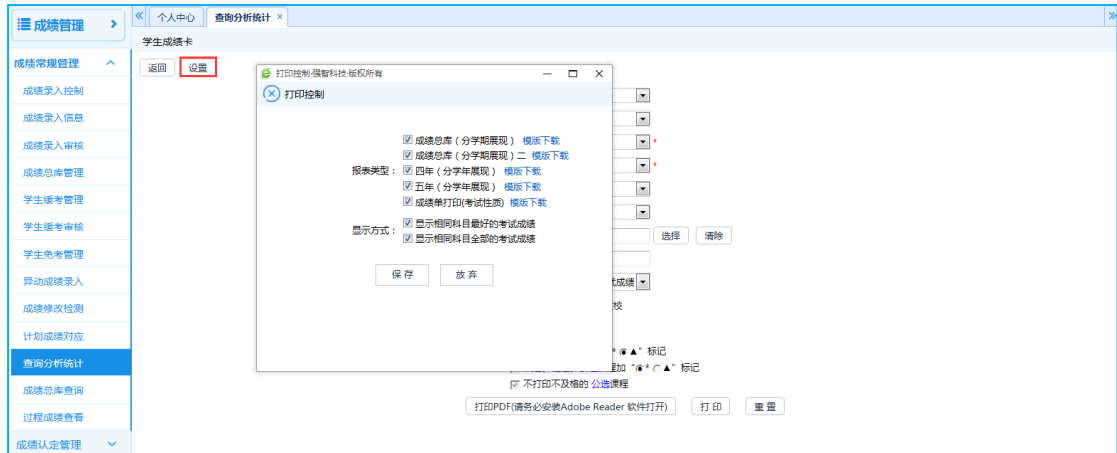 成绩管理
个人中心 查询分析统计 ×
学生成绩卡
成绩常规管理
返回 设置
成绩录入控制
成绩录入信息
成绩录入审核
成绩总库管理
学生缓考管理
学生缓考审核
学生免考管理
异动成绩录入
成绩修改检测
计划成绩对应
查询分析统计
成绩总库查询
过程成绩查看
成绩认定管理
打印控制-强智科技-版权所有
打印控制
报表类型：
成绩总库（分学期展现） 模版下载
成绩总库（分学期展现）二 模版下载
四年（分学年展现） 模版下载
五年（分学年展现） 模版下载
成绩单打印(考试性质) 模版下载
显示方式：
显示相同科目最好的考试成绩
显示相同科目全部的考试成绩
保存 放弃
*
*
选择 清除
成绩
校
* ▲" 标记
加 " * ▲" 标记
不打印不及格的 公选课程
打印PDF(请务必安装Adobe Reader 软件打开) 打印 重置